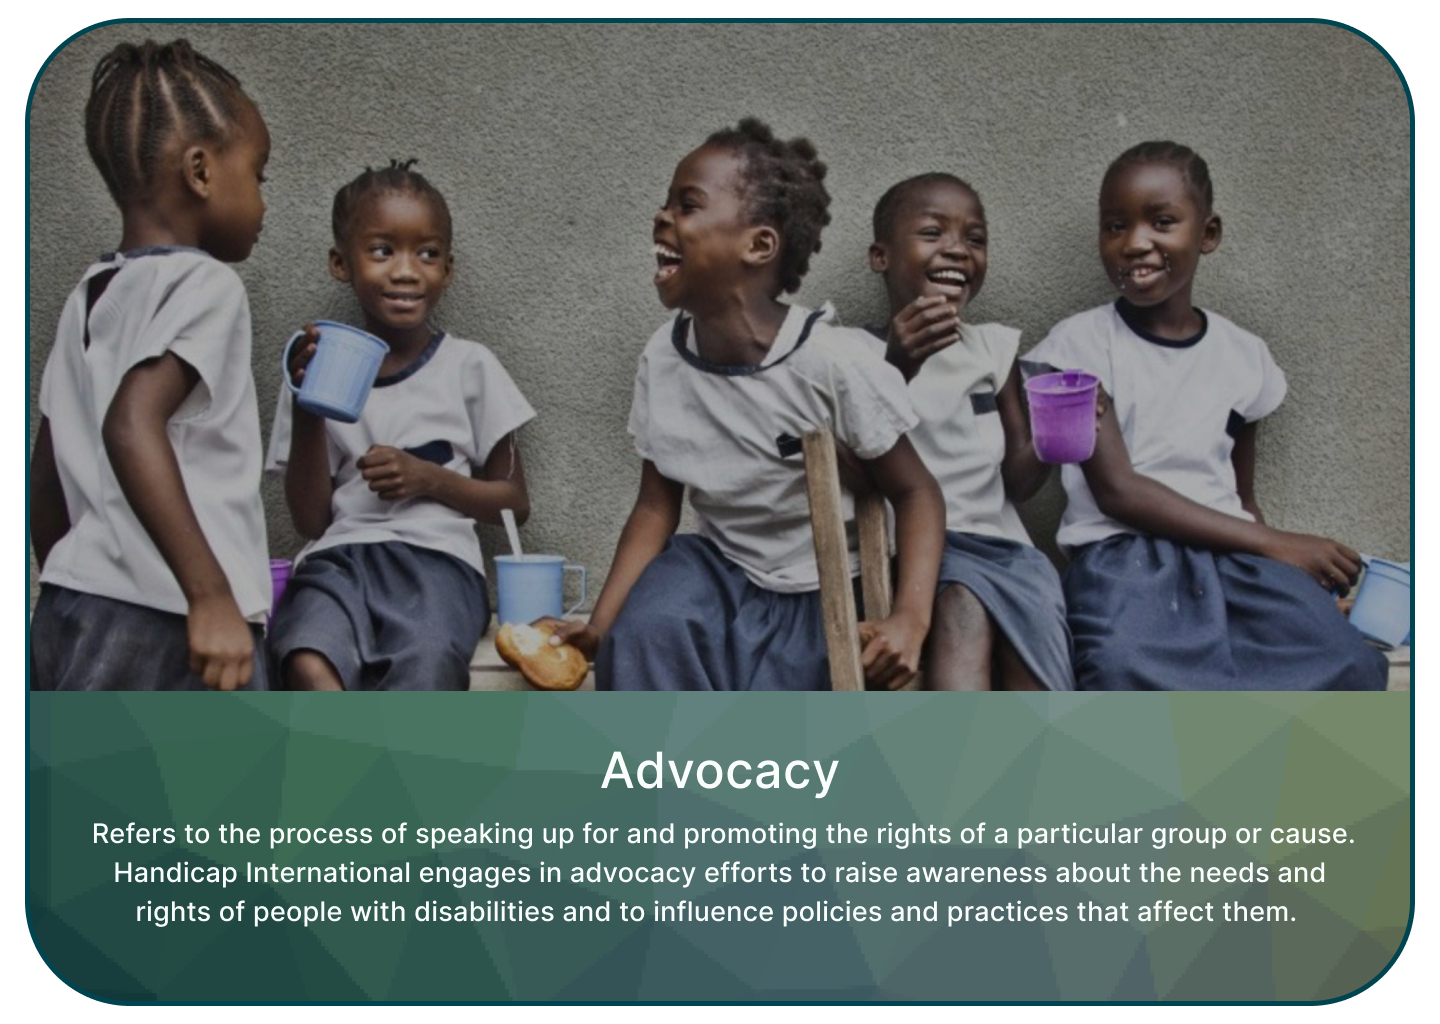 Advocacy
Refers to the process of speaking up for and promoting the rights of a particular group or cause.
Handicap International engages in advocacy efforts to raise awareness about the needs and
rights of people with disabilities and to influence policies and practices that affect them.